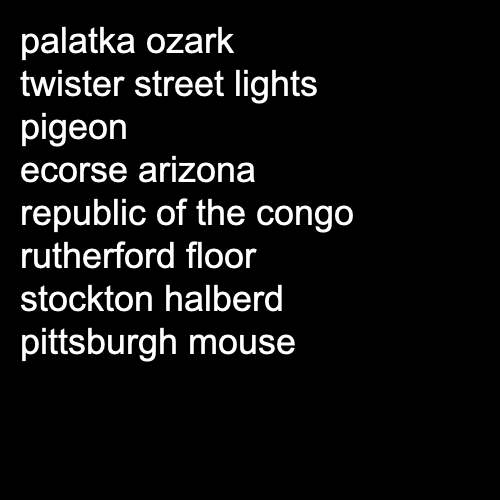 palatka ozark
twister street lights
pigeon
ecorse arizona
republic of the congo
rutherford floor
stockton halberd
pittsburgh mouse